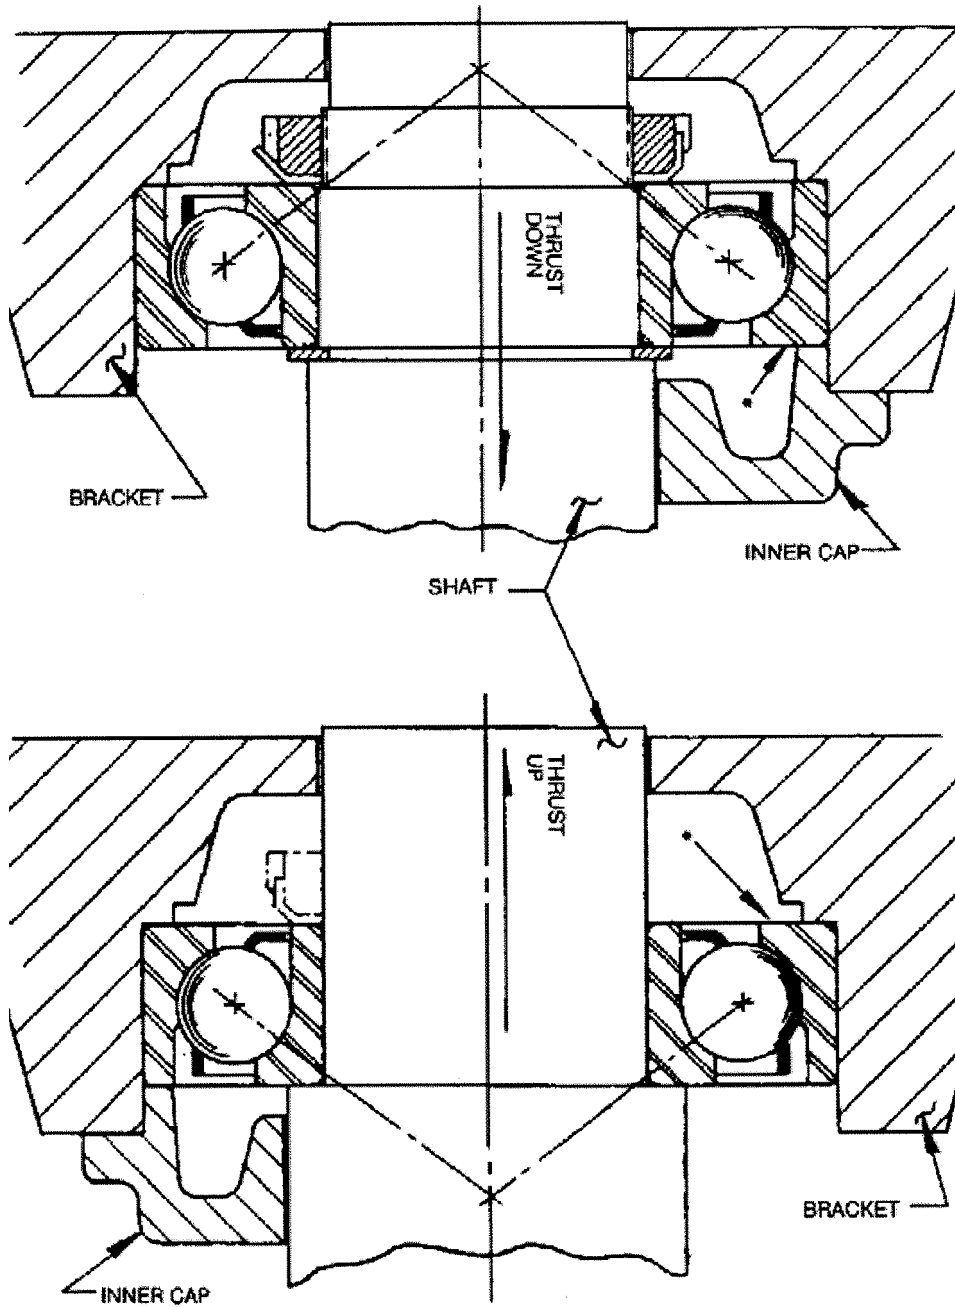 THRUST
DOWN
BRACKET
INNER CAP
SHAFT
THRUST
UP
BRACKET
INNER CAP